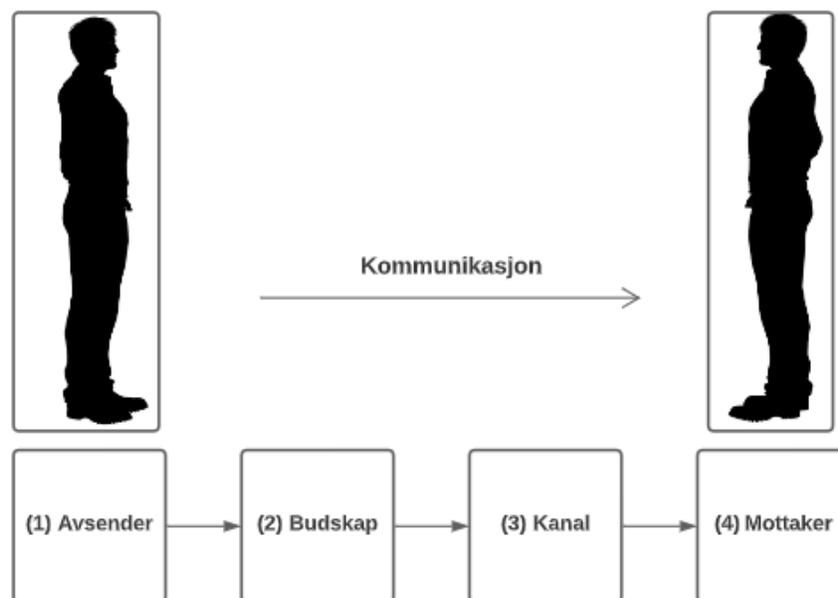 Kommunikasjon
(1) Avsender
(2) Budskap
(3) Kanal
(4) Mottaker